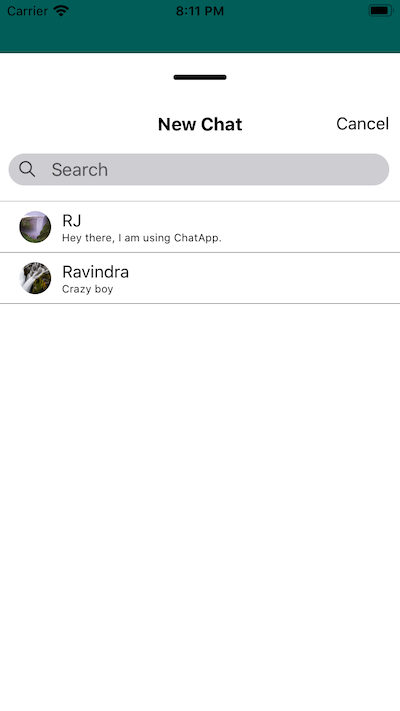 Carrier 8:11 PM
New Chat Cancel
Search
RJ
Hey there, I am using ChatApp.
Ravindra
Crazy boy